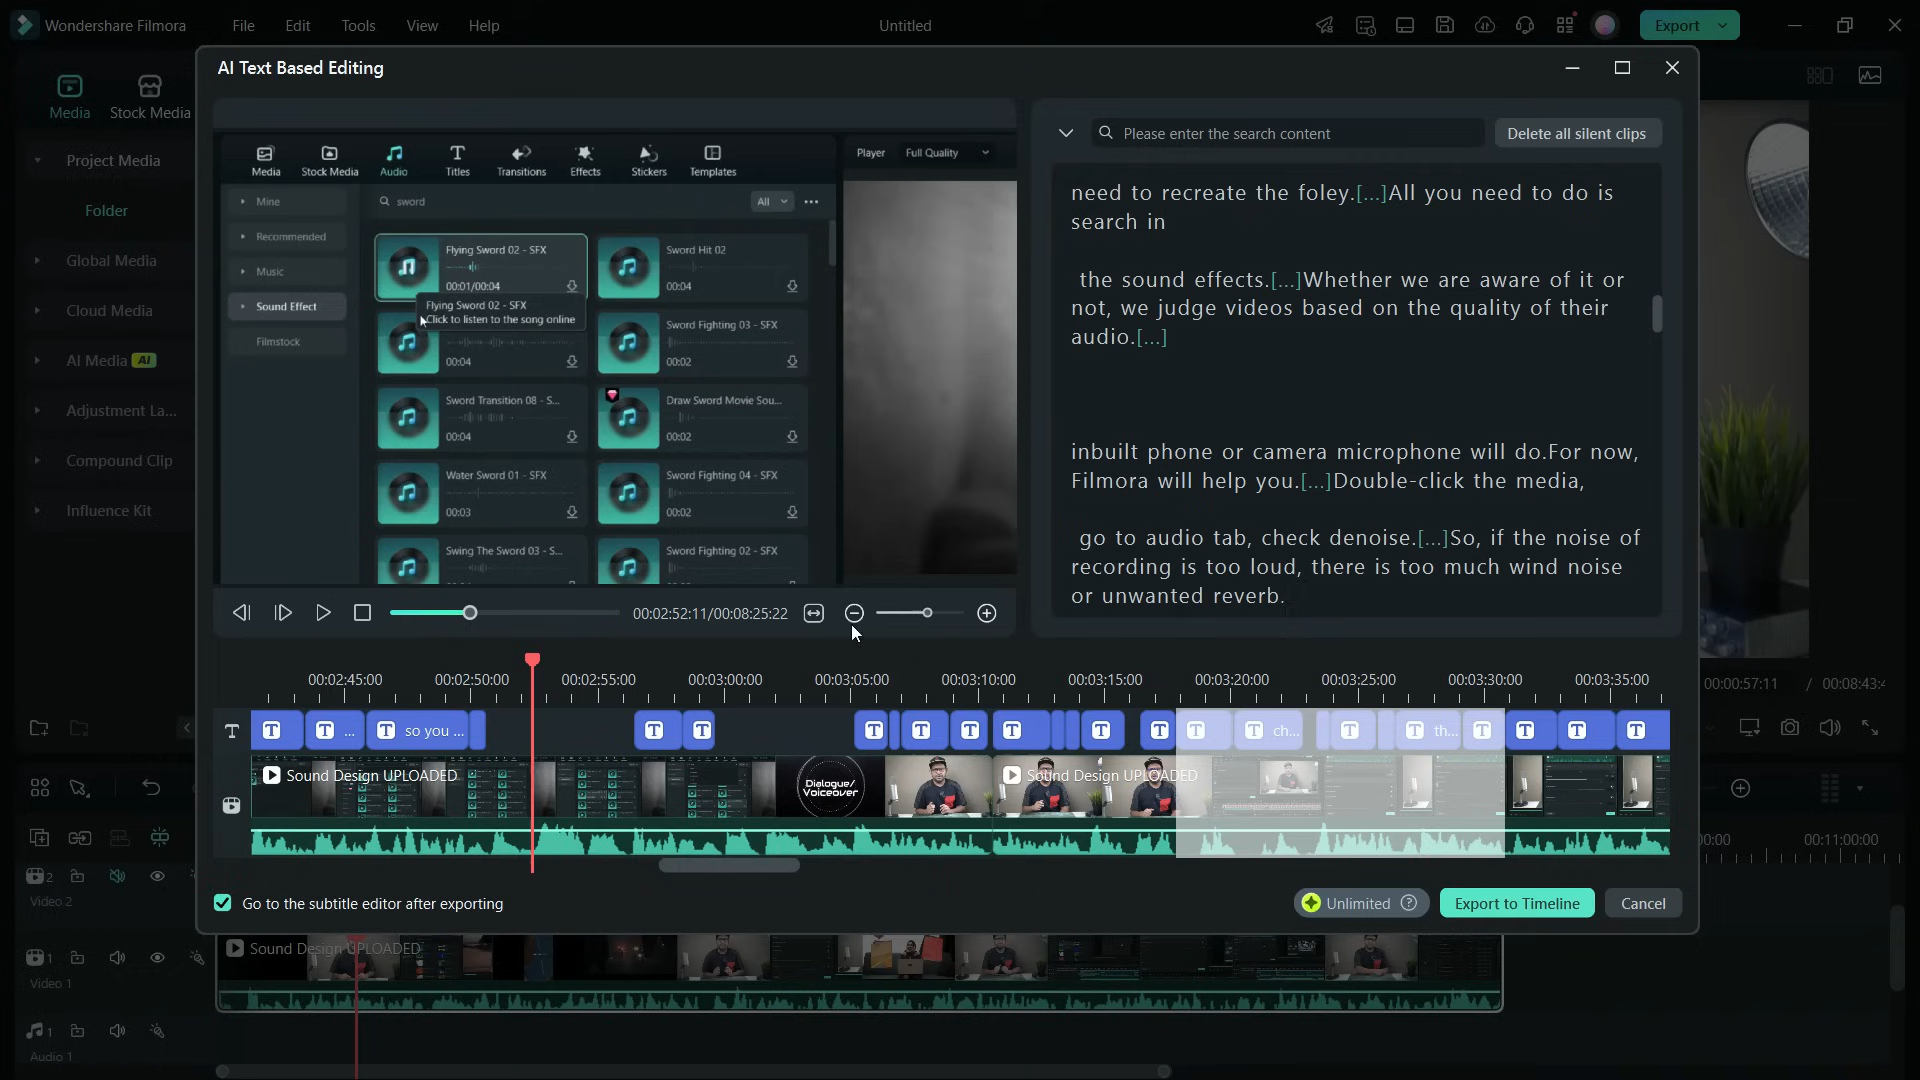 Wondershare Filmora
File
Edit
Tools
View
Help
Untitled
Export
AI Text Based Editing
Media
Stock Media
Project Media
Folder
Global Media
Cloud Media
AI Media AI
Adjustment La...
Compound Clip
Influence Kit
Media
Stock Media
Audio
Titles
Transitions
Effects
Stickers
Templates
Player
Full Quality
Mine
Recommended
Music
Sound Effect
Filmstock
sword
All
Flying Sword 02 - SFX
00:01/00:04
Flying Sword 02 - SFX
Click to listen to the song online
Sword Hit 02
00:04
00:04
Sword Fighting 03 - SFX
00:02
Sword Transition 08 - S...
00:04
Draw Sword Movie Sou...
00:02
Water Sword 01 - SFX
00:03
Sword Fighting 04 - SFX
00:02
Swing The Sword 03 - S...
Sword Fighting 02 - SFX
Please enter the search content
Delete all silent clips
need to recreate the foley.[...]All you need to do is
search in
the sound effects.[...]Whether we are aware of it or
not, we judge videos based on the quality of their
audio.[...]
inbuilt phone or camera microphone will do.For now,
Filmora will help you.[...]Double-click the media,
go to audio tab, check denoise.[...]So, if the noise of
recording is too loud, there is too much wind noise
or unwanted reverb.
00:02:52:11/00:08:25:22
00:02:45:00
00:02:50:00
00:02:55:00
00:03:00:00
00:03:05:00
00:03:10:00
00:03:15:00
00:03:20:00
00:03:25:00
00:03:30:00
00:03:35:00
T
T
T ...
T so you ...
T
T
T
T
T
T
T
T
T
T ch...
T
T th...
T
T
T
T
Sound Design UPLOADED
Dialogue/
Voiceover
Sound Design UPLOADED
Go to the subtitle editor after exporting
Unlimited
Export to Timeline
Cancel
00:00:57:11 / 00:08:43:4
00:00
00:11:00:00
2
Video 2
1
Video 1
Sound Design UPLOADED
1
Audio 1